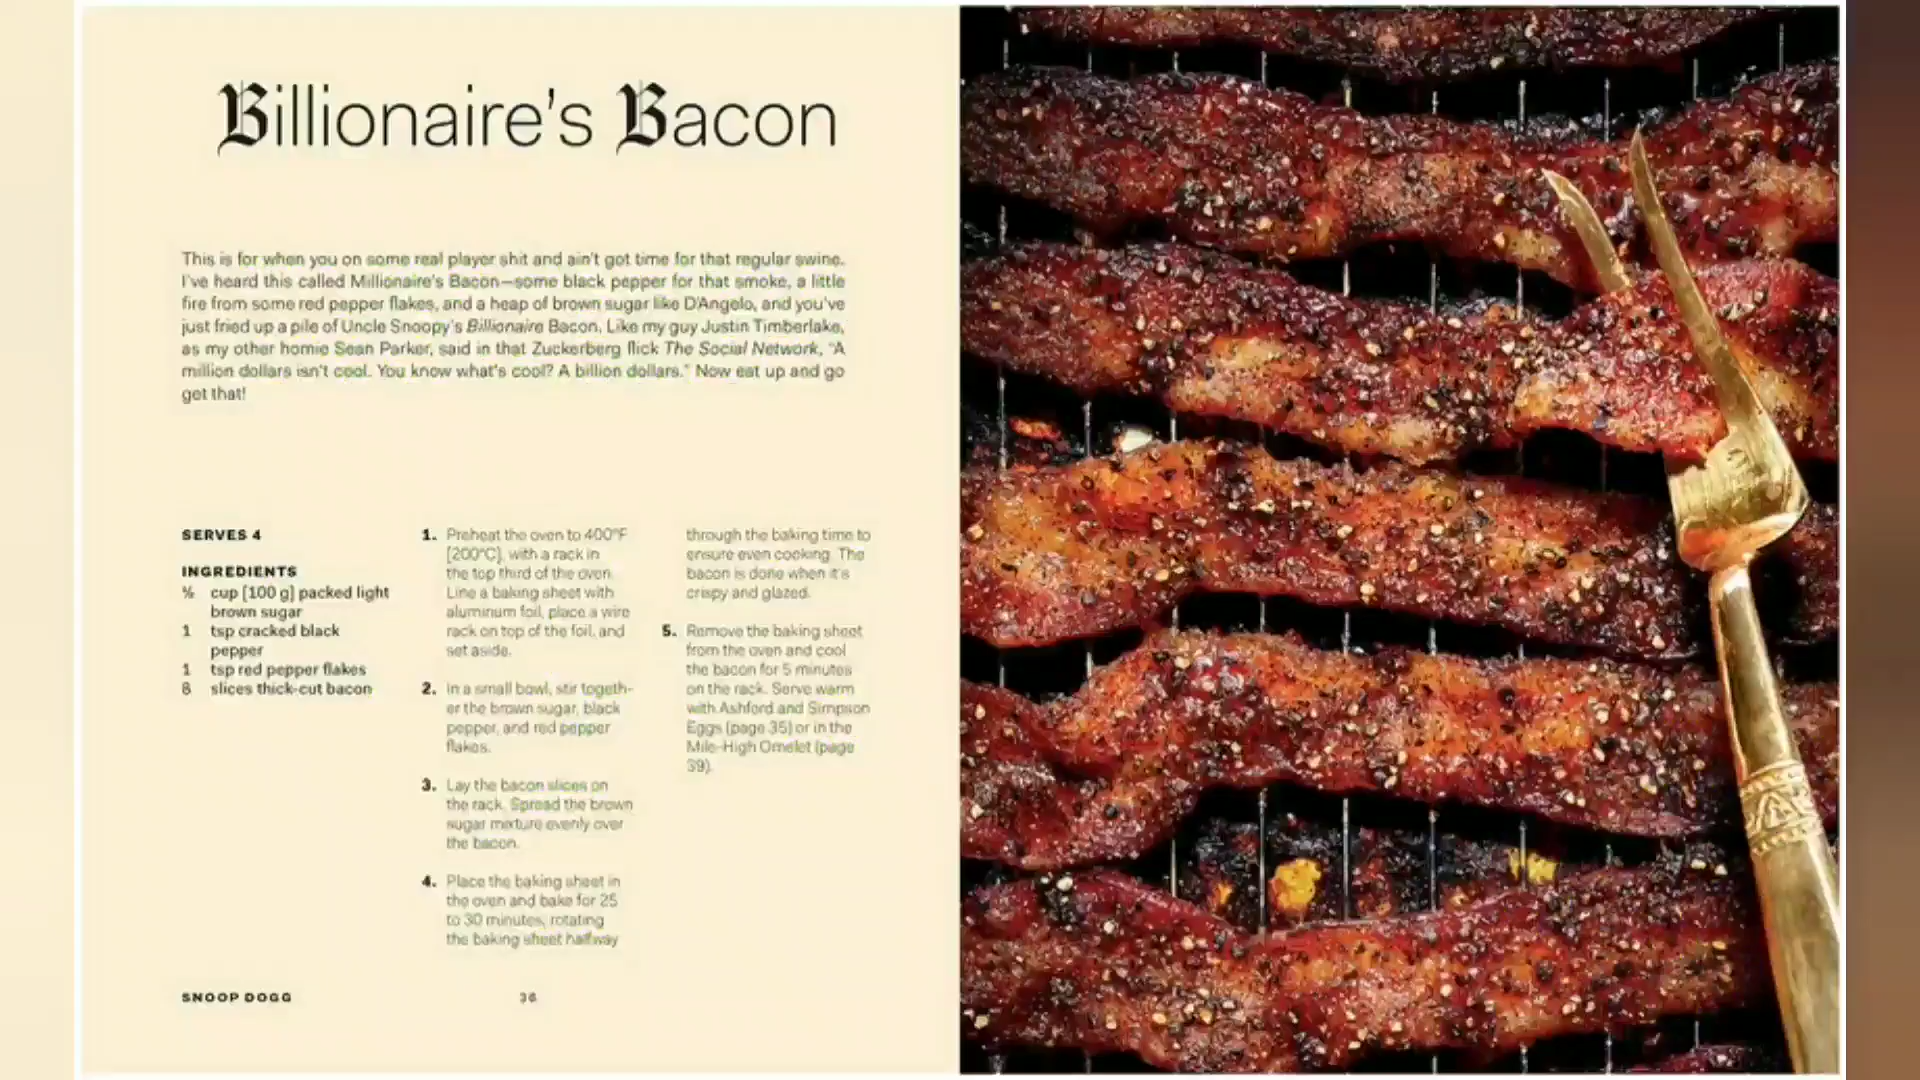 Billionaire's Bacon
This is for when you on some real player shit and ain't got time for that regular swine.
I've heard this called Millionaire's Bacon—some black pepper for that smoke, a little
fire from some red pepper flakes, and a heap of brown sugar like D'Angelo, and you've
just fried up a pile of Uncle Snoopy's Billionaire Bacon. Like my guy Justin Timberlake,
as my other homie Sean Parker, said in that Zuckerberg flick The Social Network, "A
million dollars isn't cool. You know what's cool? A billion dollars." Now eat up and go
get that!
SERVES 4
INGREDIENTS
½ cup [100 g] packed light
brown sugar
1 tsp cracked black
pepper
1 tsp red pepper flakes
8 slices thick-cut bacon
1. Preheat the oven to 400°F
[200°C], with a rack in
the top third of the oven.
Line a baking sheet with
aluminum foil, place a wire
rack on top of the foil, and
set aside.
2. In a small bowl, stir togeth-
er the brown sugar, black
pepper, and red pepper
flakes.
3. Lay the bacon slices on
the rack. Spread the brown
sugar mixture evenly over
the bacon.
4. Place the baking sheet in
the oven and bake for 25
to 30 minutes, rotating
the baking sheet halfway
through the baking time to
ensure even cooking. The
bacon is done when it's
crispy and glazed.
5. Remove the baking sheet
from the oven and cool
the bacon for 5 minutes
on the rack. Serve warm
with Ashford and Simpson
Eggs (page 35) or in the
Mile-High Omelet (page
39).
SNOOP DOGG
36